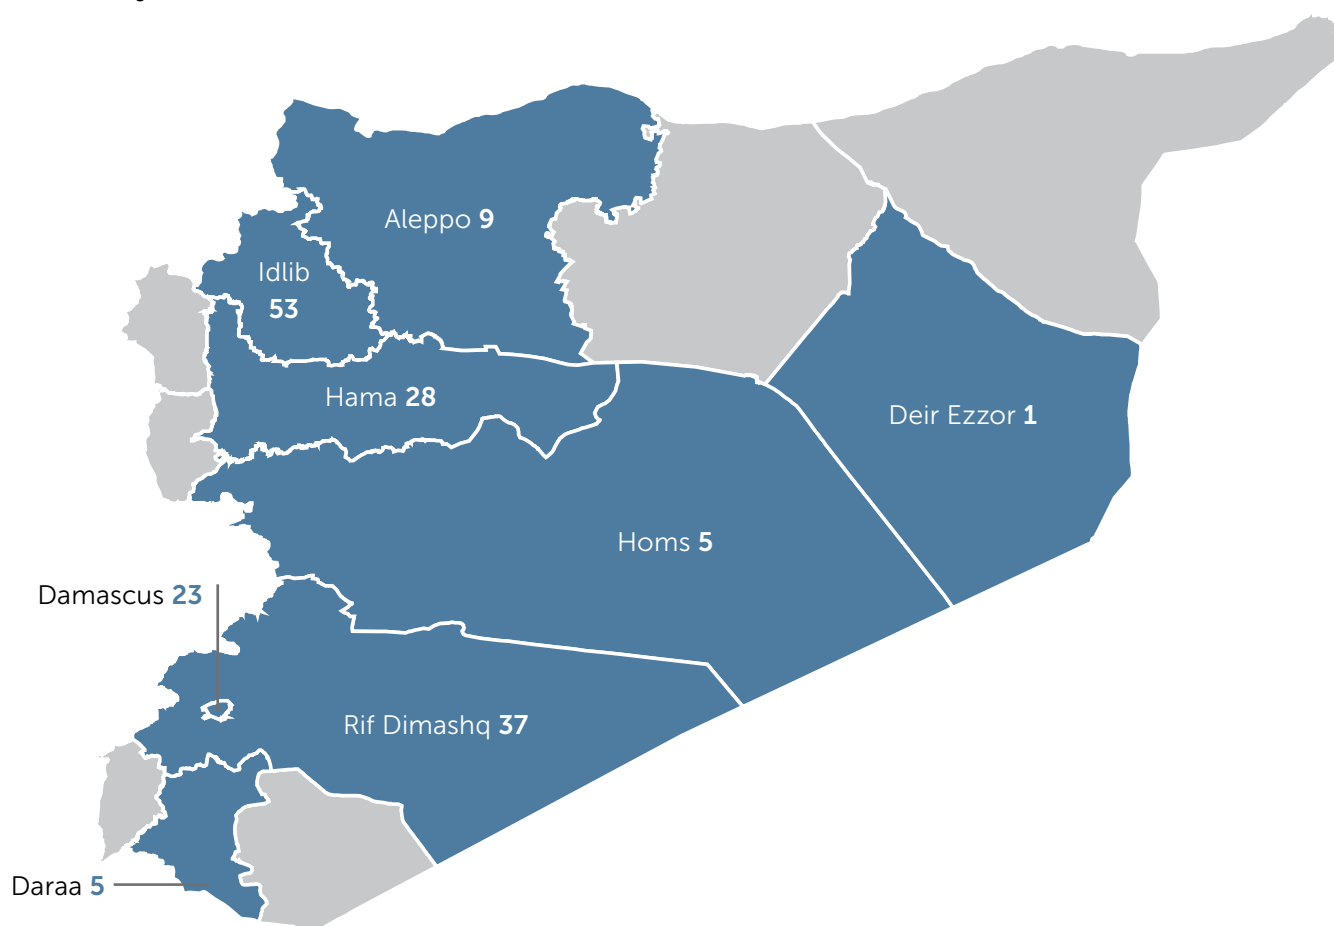 Aleppo 9
Idlib
53
Hama 28
Deir Ezzor 1
Homs 5
Damascus 23
Rif Dimashq 37
Daraa 5